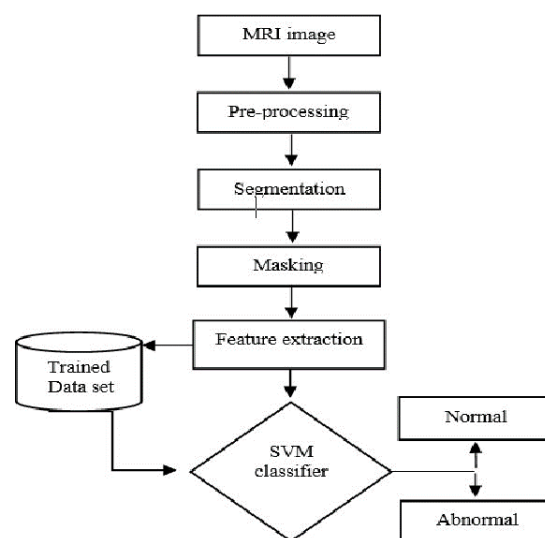 MRI image
Pre-processing
Segmentation
Masking
Feature extraction
Trained
Data set
SVM
classifier
Normal
Abnormal